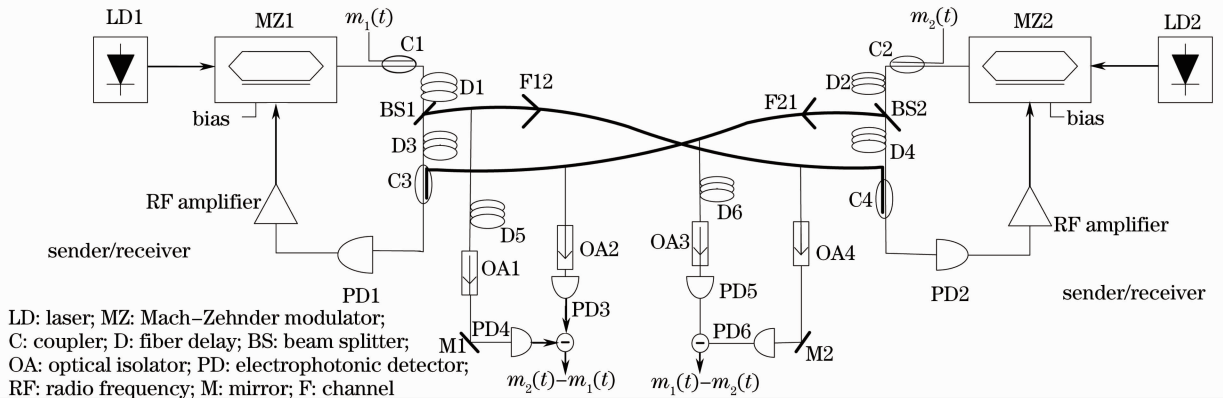 LD1
MZ1
m₁(t)
C1
m₂(t)
C2
MZ2
LD2
D1
F12
D2
BS1
F21
BS2
bias
bias
D3
D4
C3
C4
RF amplifier
D5
D6
RF amplifier
sender/receiver
OA1
OA2
OA3
OA4
PD1
PD2
sender/receiver
PD3
PD5
LD: laser; MZ: Mach–Zehnder modulator;
C: coupler; D: fiber delay; BS: beam splitter;
OA: optical isolator; PD: electrophotonic detector;
RF: radio frequency; M: mirror; F: channel
M1
PD4
−
−
PD6
M2
m₂(t)−m₁(t)
m₁(t)−m₂(t)